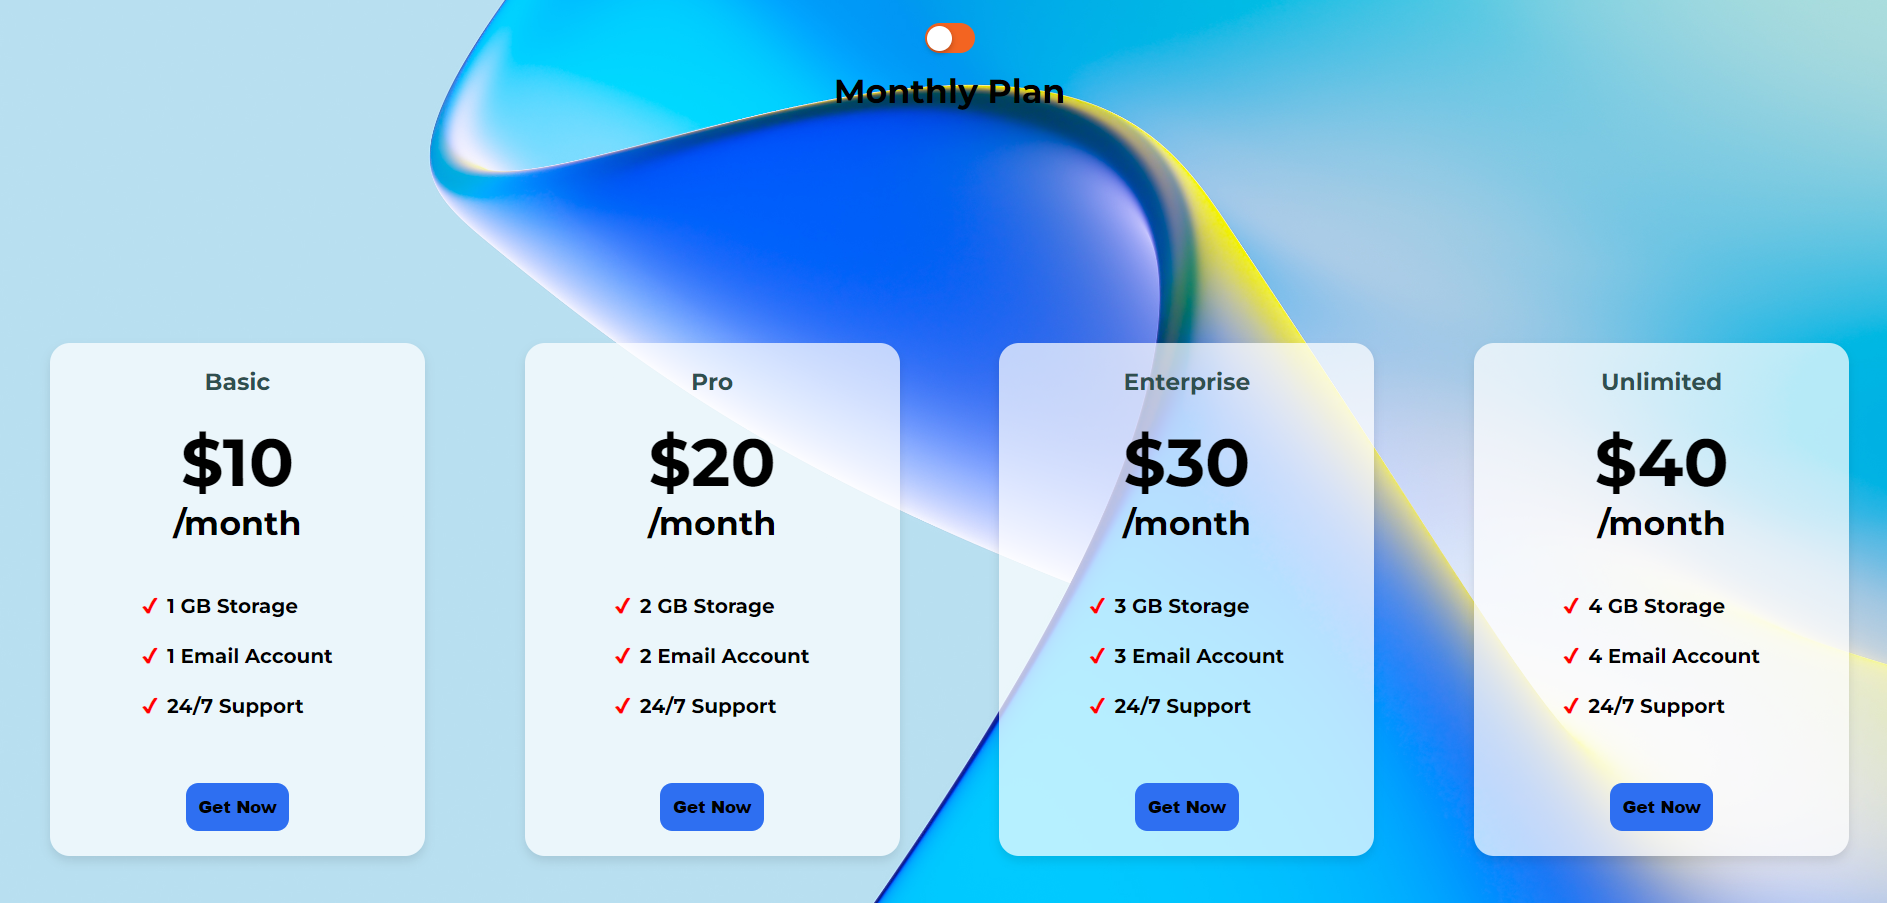 Monthly Plan
Basic
$10
/month
✓ 1 GB Storage
✓ 1 Email Account
✓ 24/7 Support
Get Now
Pro
$20
/month
✓ 2 GB Storage
✓ 2 Email Account
✓ 24/7 Support
Get Now
Enterprise
$30
/month
✓ 3 GB Storage
✓ 3 Email Account
✓ 24/7 Support
Get Now
Unlimited
$40
/month
✓ 4 GB Storage
✓ 4 Email Account
✓ 24/7 Support
Get Now